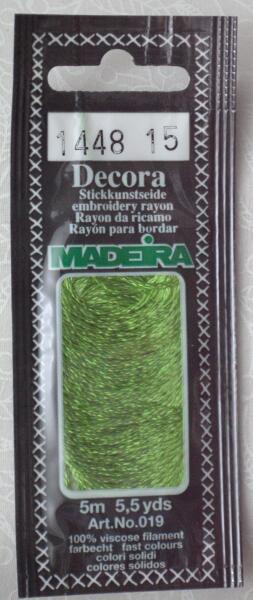 1448 15
Decora
Stickkunstseide
embroidery rayon
Rayon da ricamo
Rayón para bordar
MADEIRA
5m 5,5 yds
Art.No.019
100% viscose filament
farbecht fast colours
colori solidi
colores sólidos